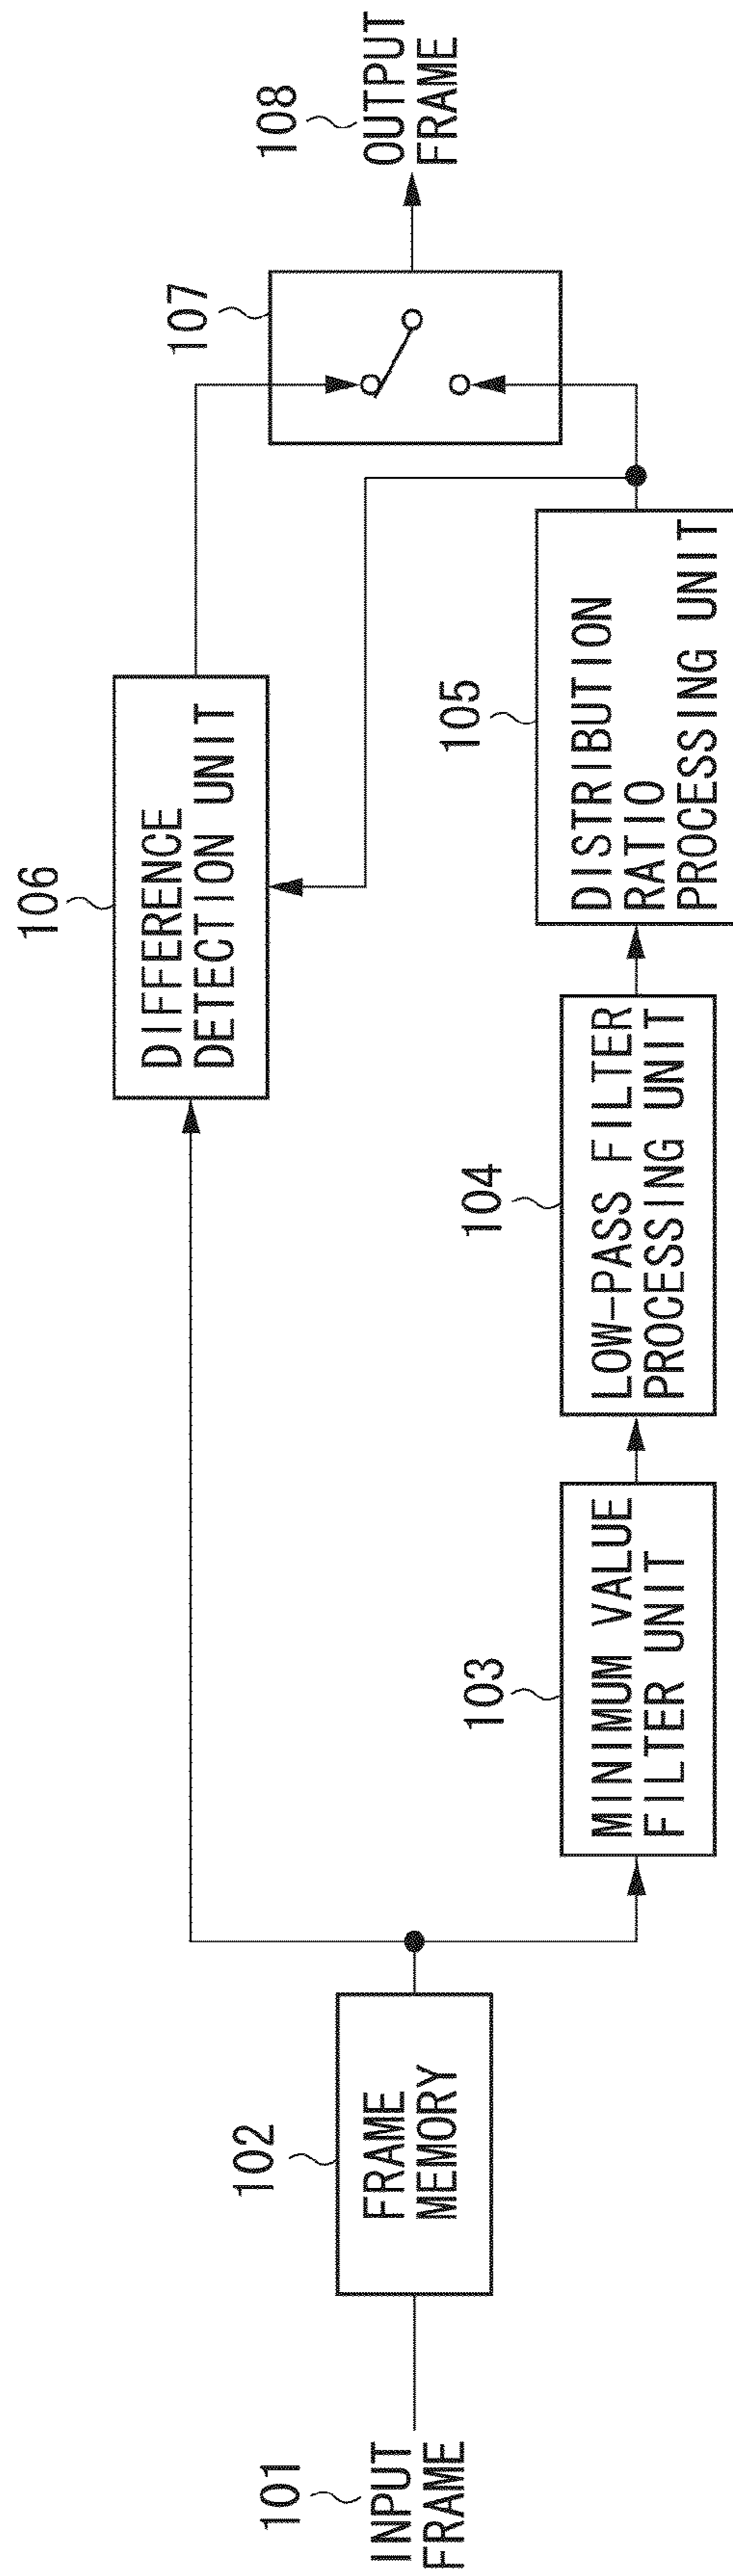 101
INPUT
FRAME
102
FRAME
MEMORY
103
MINIMUM VALUE
FILTER UNIT
104
LOW-PASS FILTER
PROCESSING UNIT
105
DISTRIBUTION
RATIO
PROCESSING UNIT
106
DIFFERENCE
DETECTION UNIT
107
108
OUTPUT
FRAME